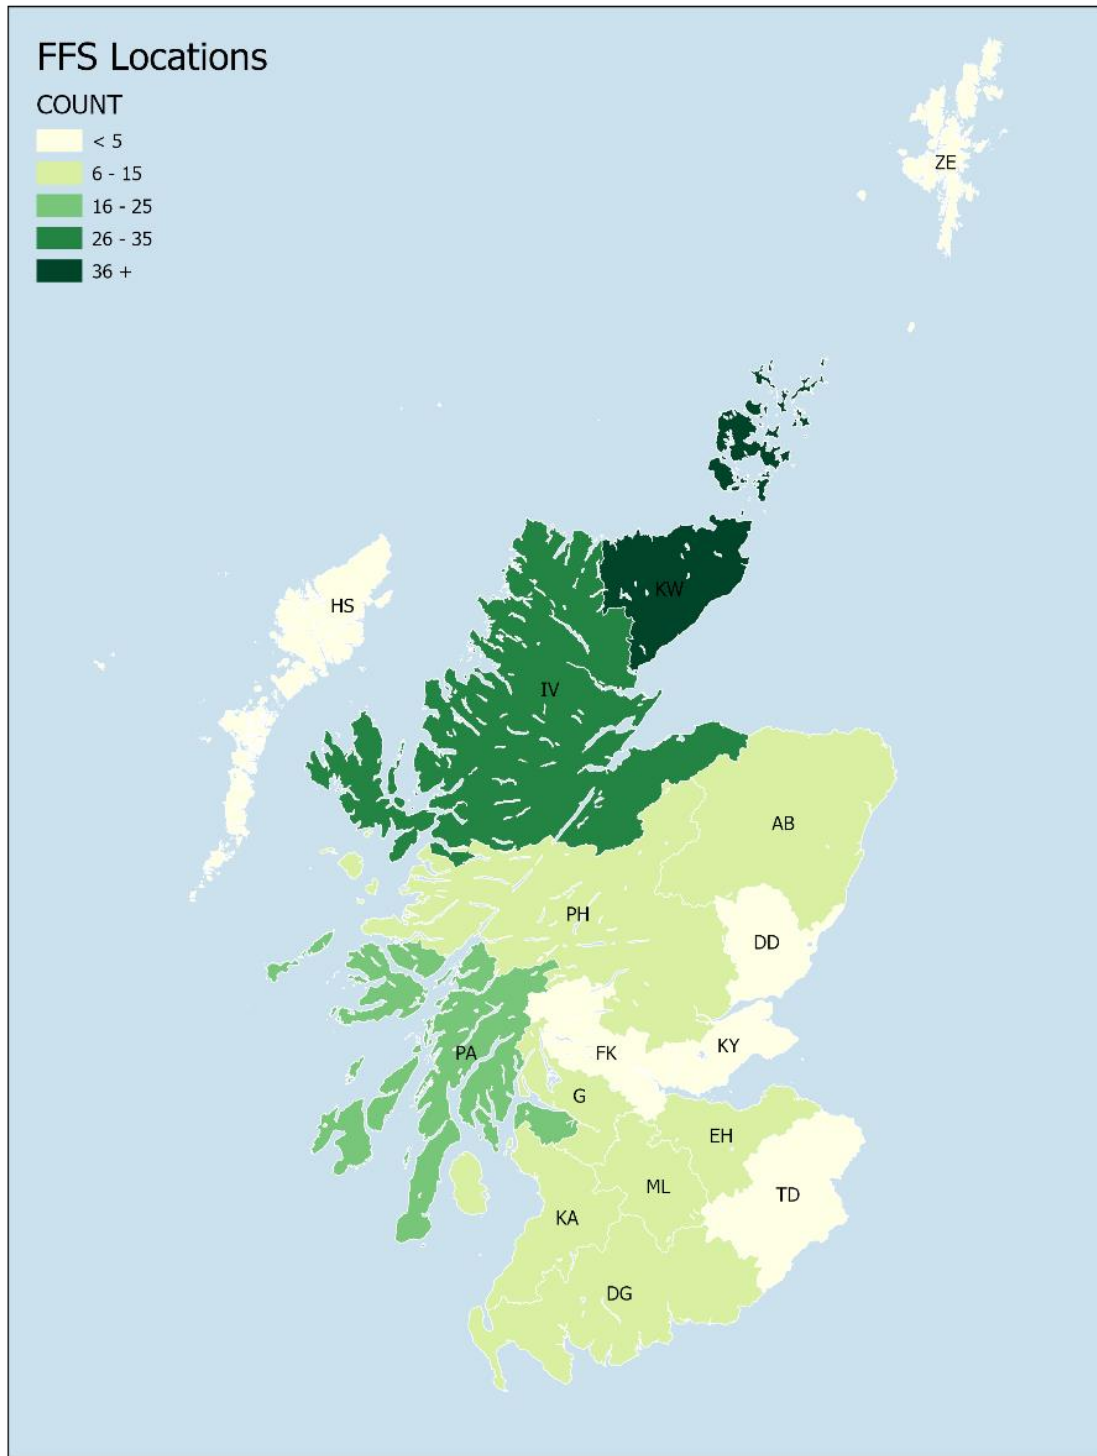 FFS Locations
COUNT
< 5
6 - 15
16 - 25
26 - 35
36 +
ZE
KW
HS
IV
AB
PH
DD
KY
FK
PA
G
EH
ML
TD
KA
DG